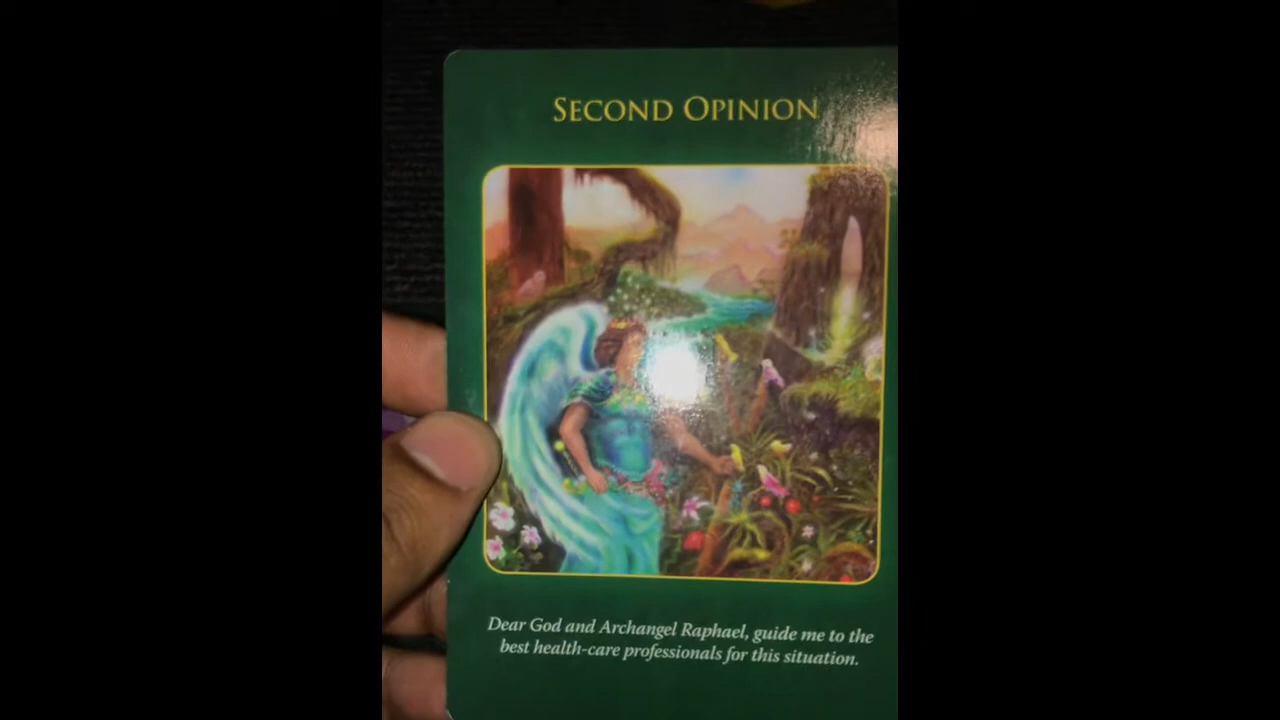 SECOND OPINION
Dear God and Archangel Raphael, guide me to the
best health-care professionals for this situation.